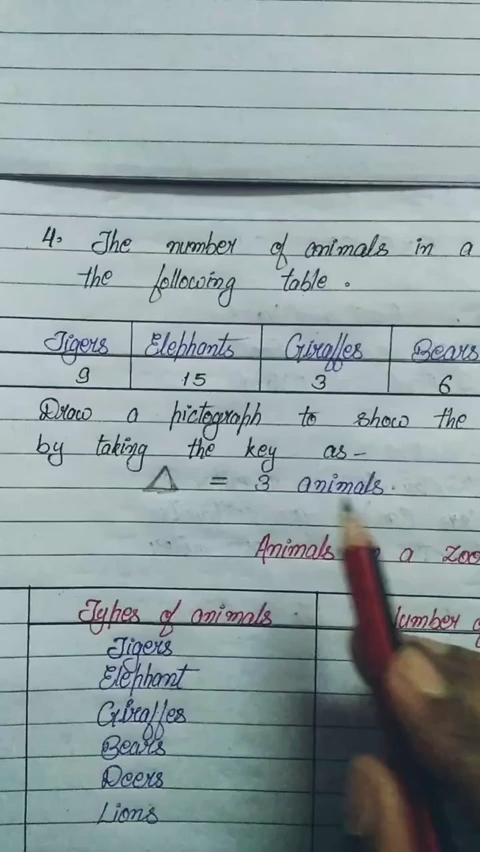 4. The number of animals in a
the following table.
Tigers Elephants Giraffes Bears
9 15 3 6
Draw a pictograph to show the
by taking the key as-
Δ = 3 animals.
Animals a zoo
Types of animals umber of
Tigers
Elephant
Giraffes
Bears
Deers
Lions